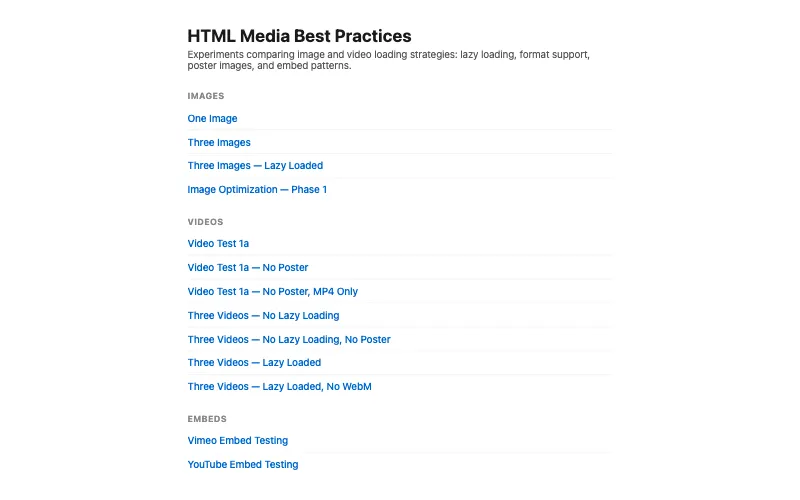 HTML Media Best Practices
Experiments comparing image and video loading strategies: lazy loading, format support,
poster images, and embed patterns.
IMAGES
One Image
Three Images
Three Images — Lazy Loaded
Image Optimization — Phase 1
VIDEOS
Video Test 1a
Video Test 1a — No Poster
Video Test 1a — No Poster, MP4 Only
Three Videos — No Lazy Loading
Three Videos — No Lazy Loading, No Poster
Three Videos — Lazy Loaded
Three Videos — Lazy Loaded, No WebM
EMBEDS
Vimeo Embed Testing
YouTube Embed Testing